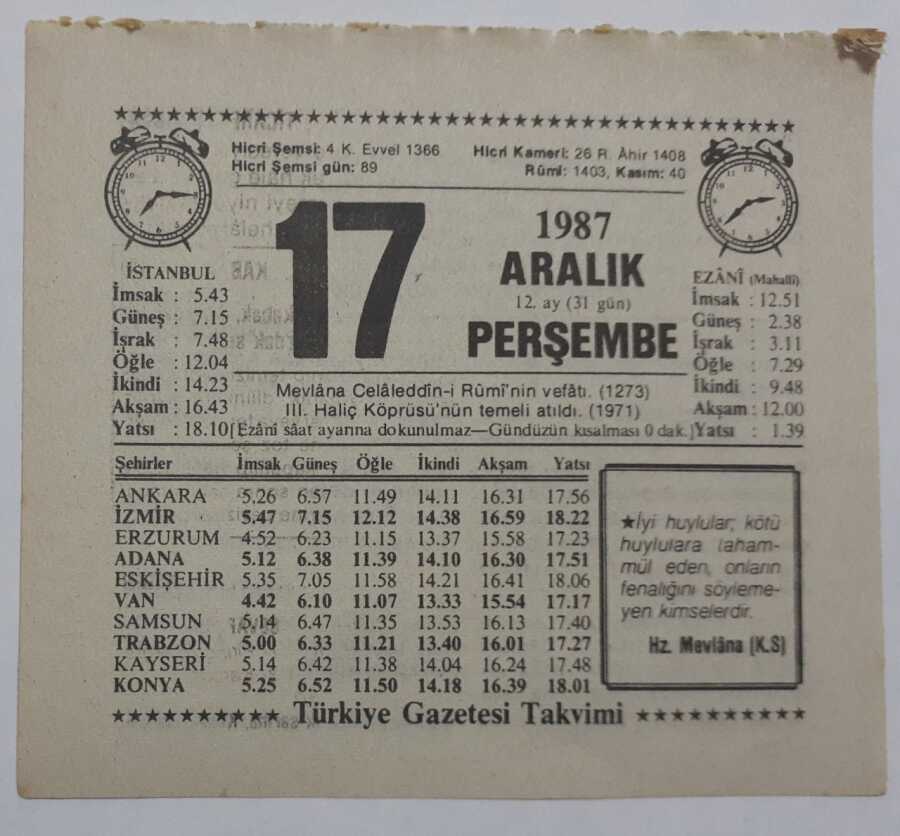 Hicri Şemsi: 4 K. Evvel 1366
Hicri Şemsi gün: 89
Hicri Kameri: 26 R. Âhir 1408
Rûmi: 1403, Kasım: 40
17
1987
ARALIK
12. ay (31 gün)
PERŞEMBE
İSTANBUL
İmsak : 5.43
Güneş : 7.15
İşrak : 7.48
Öğle : 12.04
İkindi : 14.23
Akşam : 16.43
Yatsı : 18.10
EZÂNÎ (Mahallî)
İmsak : 12.51
Güneş : 2.38
İşrak : 3.11
Öğle : 7.29
İkindi : 9.48
Akşam : 12.00
Yatsı : 1.39
Mevlâna Celâleddîn-i Rûmî'nin vefâtı. (1273)
III. Haliç Köprüsü'nün temeli atıldı. (1971)
[Ezânî sâat ayarına dokunulmaz—Gündüzün kısalması 0 dak.]
Şehirler İmsak Güneş Öğle İkindi Akşam Yatsı
ANKARA 5.26 6.57 11.49 14.11 16.31 17.56
İZMİR 5.47 7.15 12.12 14.38 16.59 18.22
ERZURUM 4.52 6.23 11.15 13.37 15.58 17.23
ADANA 5.12 6.38 11.39 14.10 16.30 17.51
ESKİŞEHİR 5.35 7.05 11.58 14.21 16.41 18.06
VAN 4.42 6.10 11.07 13.33 15.54 17.17
SAMSUN 5.14 6.47 11.35 13.53 16.13 17.40
TRABZON 5.00 6.33 11.21 13.40 16.01 17.27
KAYSERİ 5.14 6.42 11.38 14.04 16.24 17.48
KONYA 5.25 6.52 11.50 14.18 16.39 18.01
★İyi huylular; kötü
huylulara taham-
mül eden, onların
fenalığını söyleme-
yen kimselerdir.
Hz. Mevlâna (K.S)
Türkiye Gazetesi Takvimi